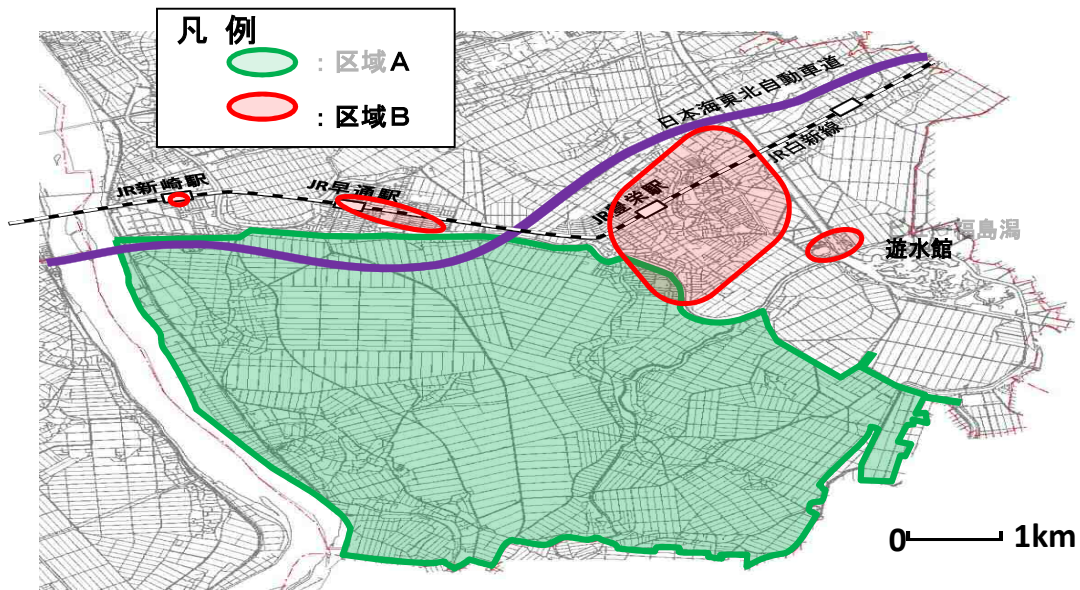 凡 例
: 区域A
: 区域B
日本海東北自動車道
JR白新線
JR新崎駅
JR早通駅
JR豊栄駅
福島潟
遊水館
0 1km